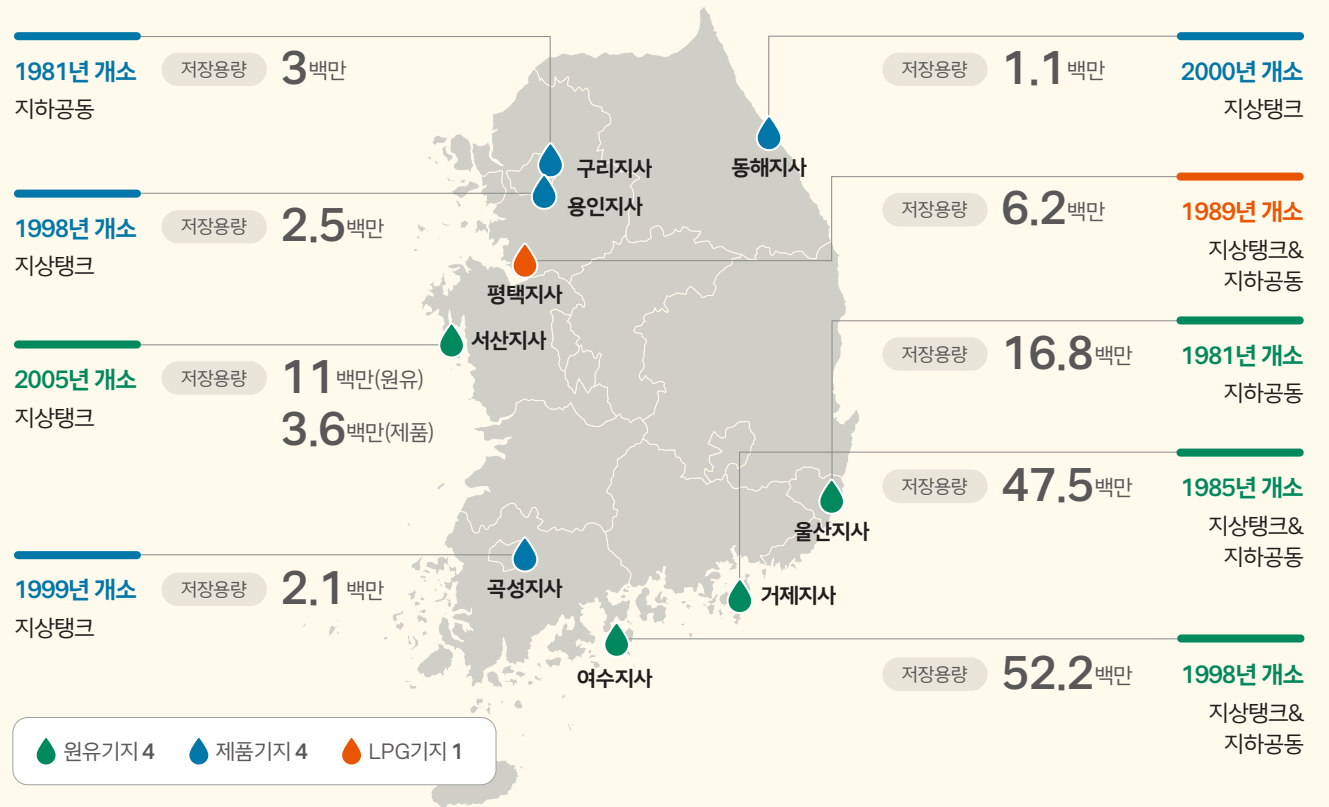 1981년 개소
저장용량
3백만
지하공동
1998년 개소
저장용량
2.5백만
지상탱크
2005년 개소
저장용량
11백만(원유)
3.6백만(제품)
지상탱크
1999년 개소
저장용량
2.1백만
지상탱크
구리지사
용인지사
평택지사
서산지사
곡성지사
여수지사
동해지사
울산지사
거제지사
저장용량
1.1백만
2000년 개소
지상탱크
저장용량
6.2백만
1989년 개소
지상탱크&
지하공동
저장용량
16.8백만
1981년 개소
지하공동
저장용량
47.5백만
1985년 개소
지상탱크&
지하공동
저장용량
52.2백만
1998년 개소
지상탱크&
지하공동
원유기지 4
제품기지 4
LPG기지 1